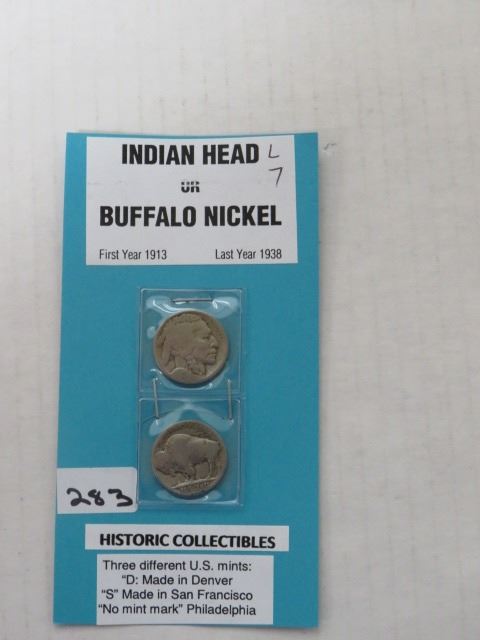 INDIAN HEAD L
OR 7
BUFFALO NICKEL
First Year 1913 Last Year 1938
283
HISTORIC COLLECTIBLES
Three different U.S. mints:
"D: Made in Denver
"S" Made in San Francisco
"No mint mark" Philadelphia